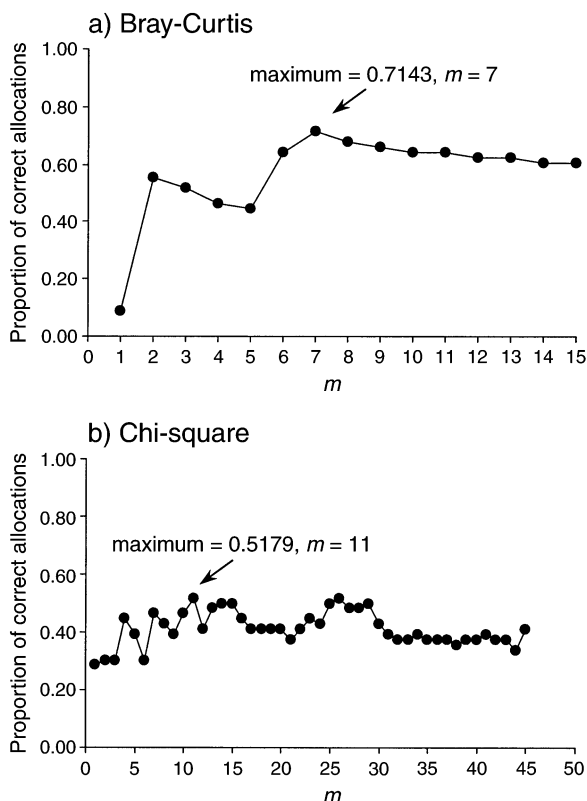 a) Bray-Curtis
Proportion of correct allocations
1.00
0.80
0.60
0.40
0.20
0.00
maximum = 0.7143, m = 7
0 1 2 3 4 5 6 7 8 9 10 11 12 13 14 15
m
b) Chi-square
Proportion of correct allocations
1.00
0.80
0.60
0.40
0.20
0.00
maximum = 0.5179, m = 11
0 5 10 15 20 25 30 35 40 45 50
m